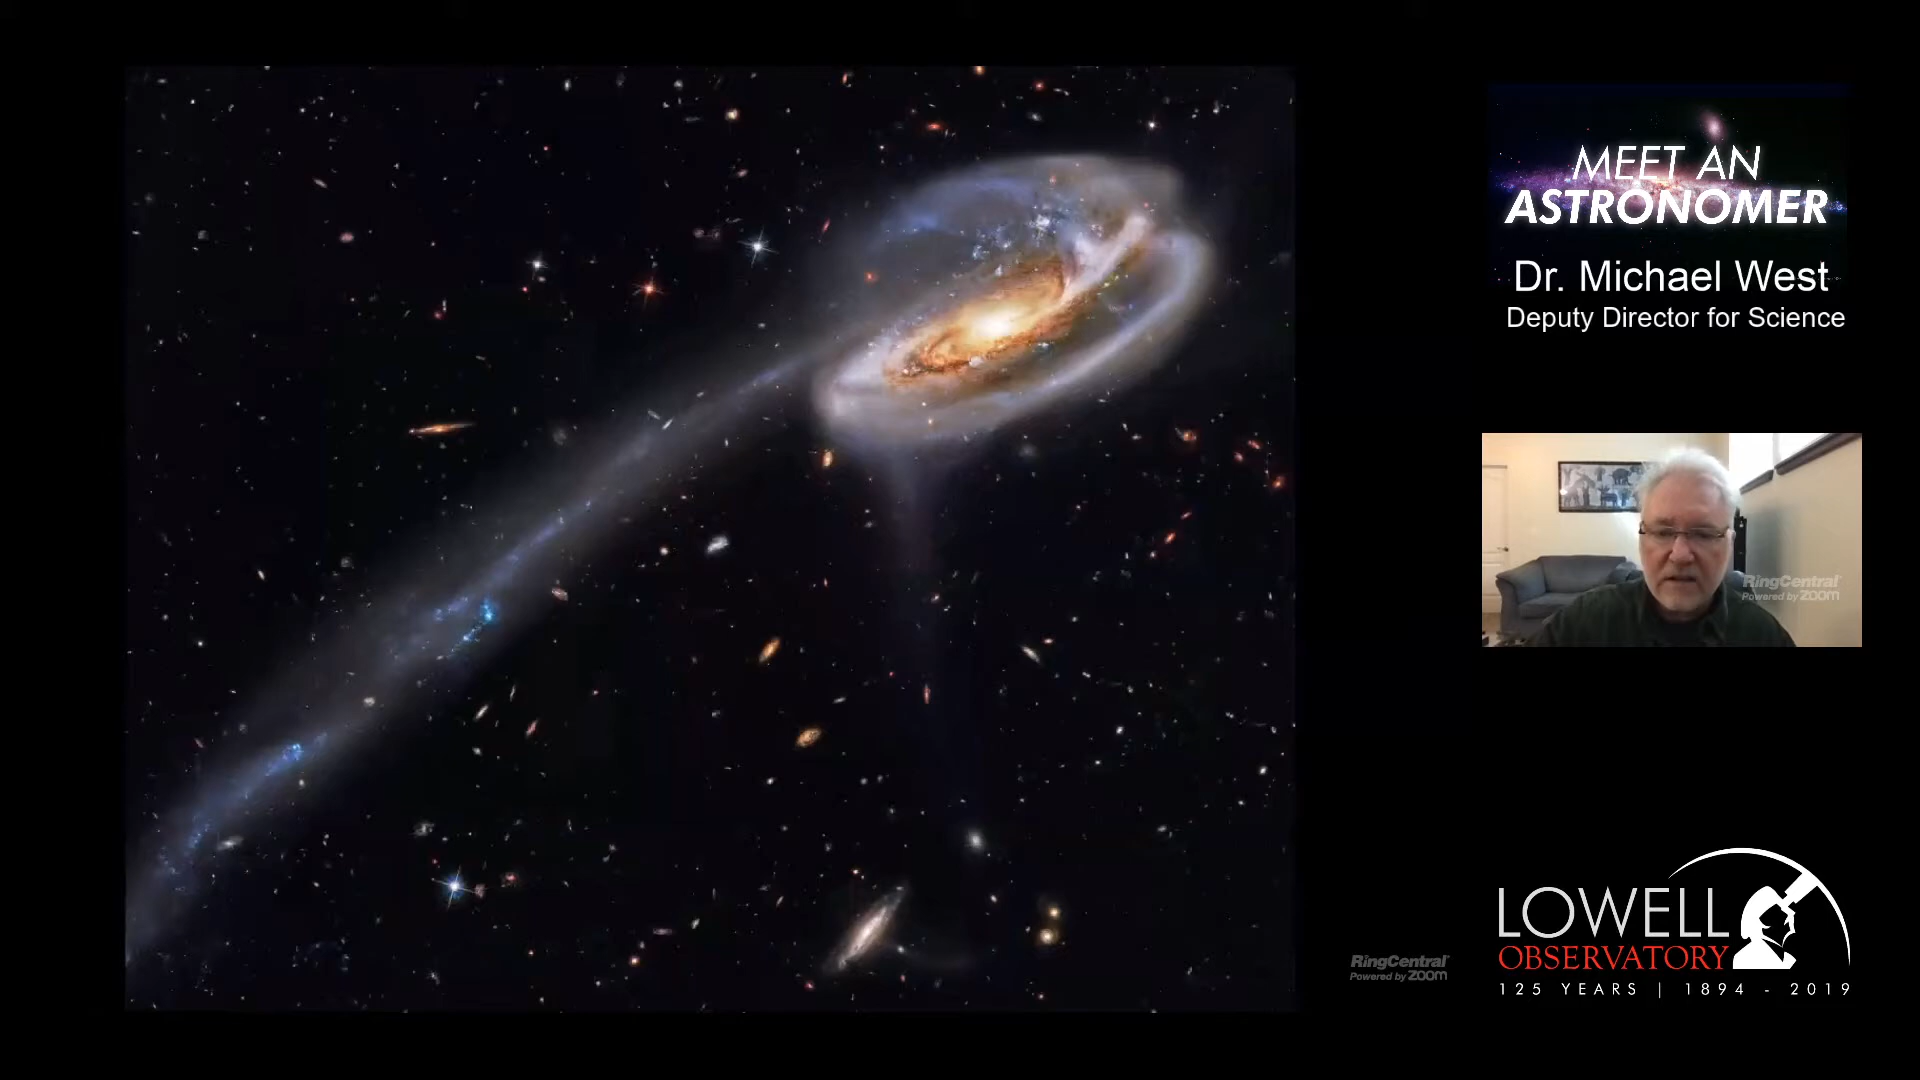 MEET AN
ASTRONOMER
Dr. Michael West
Deputy Director for Science
RingCentral
Powered by zoom
LOWELL
OBSERVATORY
125 YEARS | 1894 - 2019
RingCentral
Powered by zoom